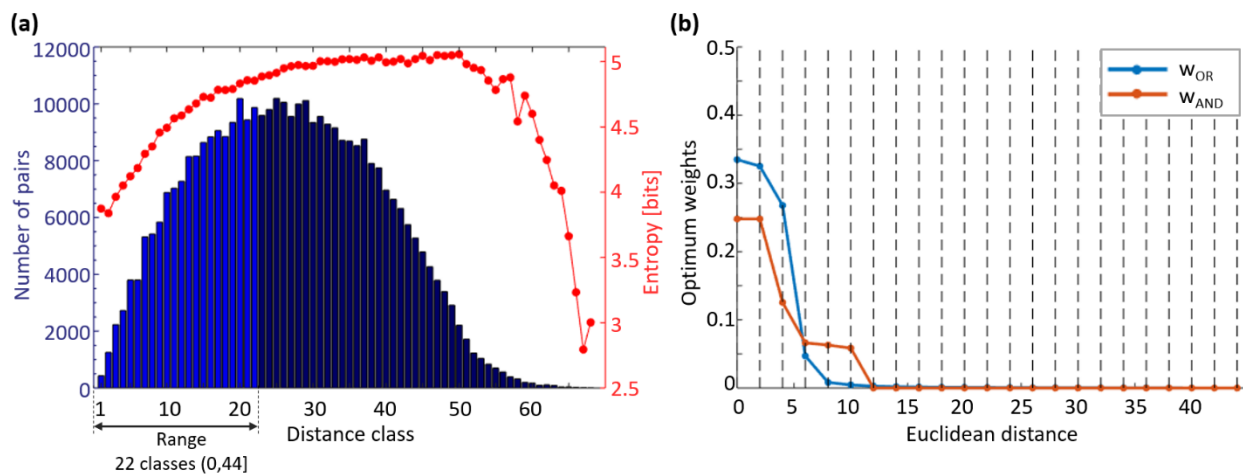 (a)
12000
10000
8000
6000
4000
2000
0
Number of pairs
5
4.5
4
3.5
3
2.5
Entropy [bits]
1 10 20 30 40 50 60
Range
Distance class
22 classes (0,44]
(b)
0.5
0.4
0.3
0.2
0.1
0
Optimum weights
wOR
wAND
0 5 10 15 20 25 30 35 40
Euclidean distance